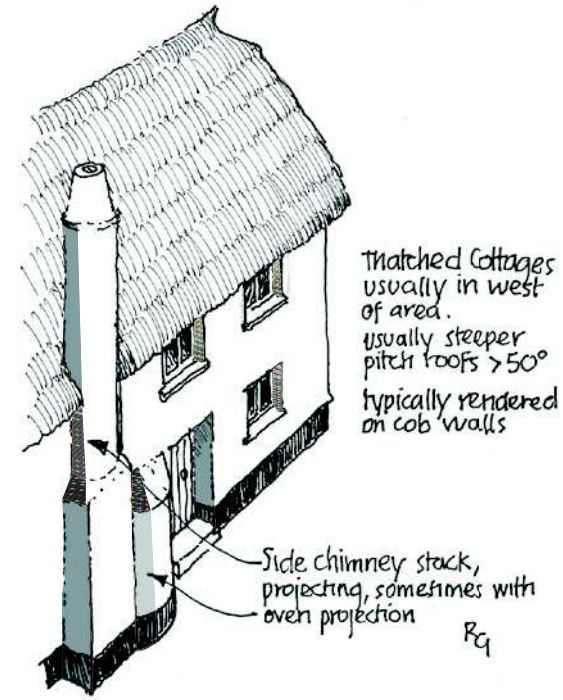 Thatched Cottages
usually in west
of area.
usually steeper
pitch roofs >50°
typically rendered
on cob walls
Side chimney stack,
projecting, sometimes with
oven projection
RG